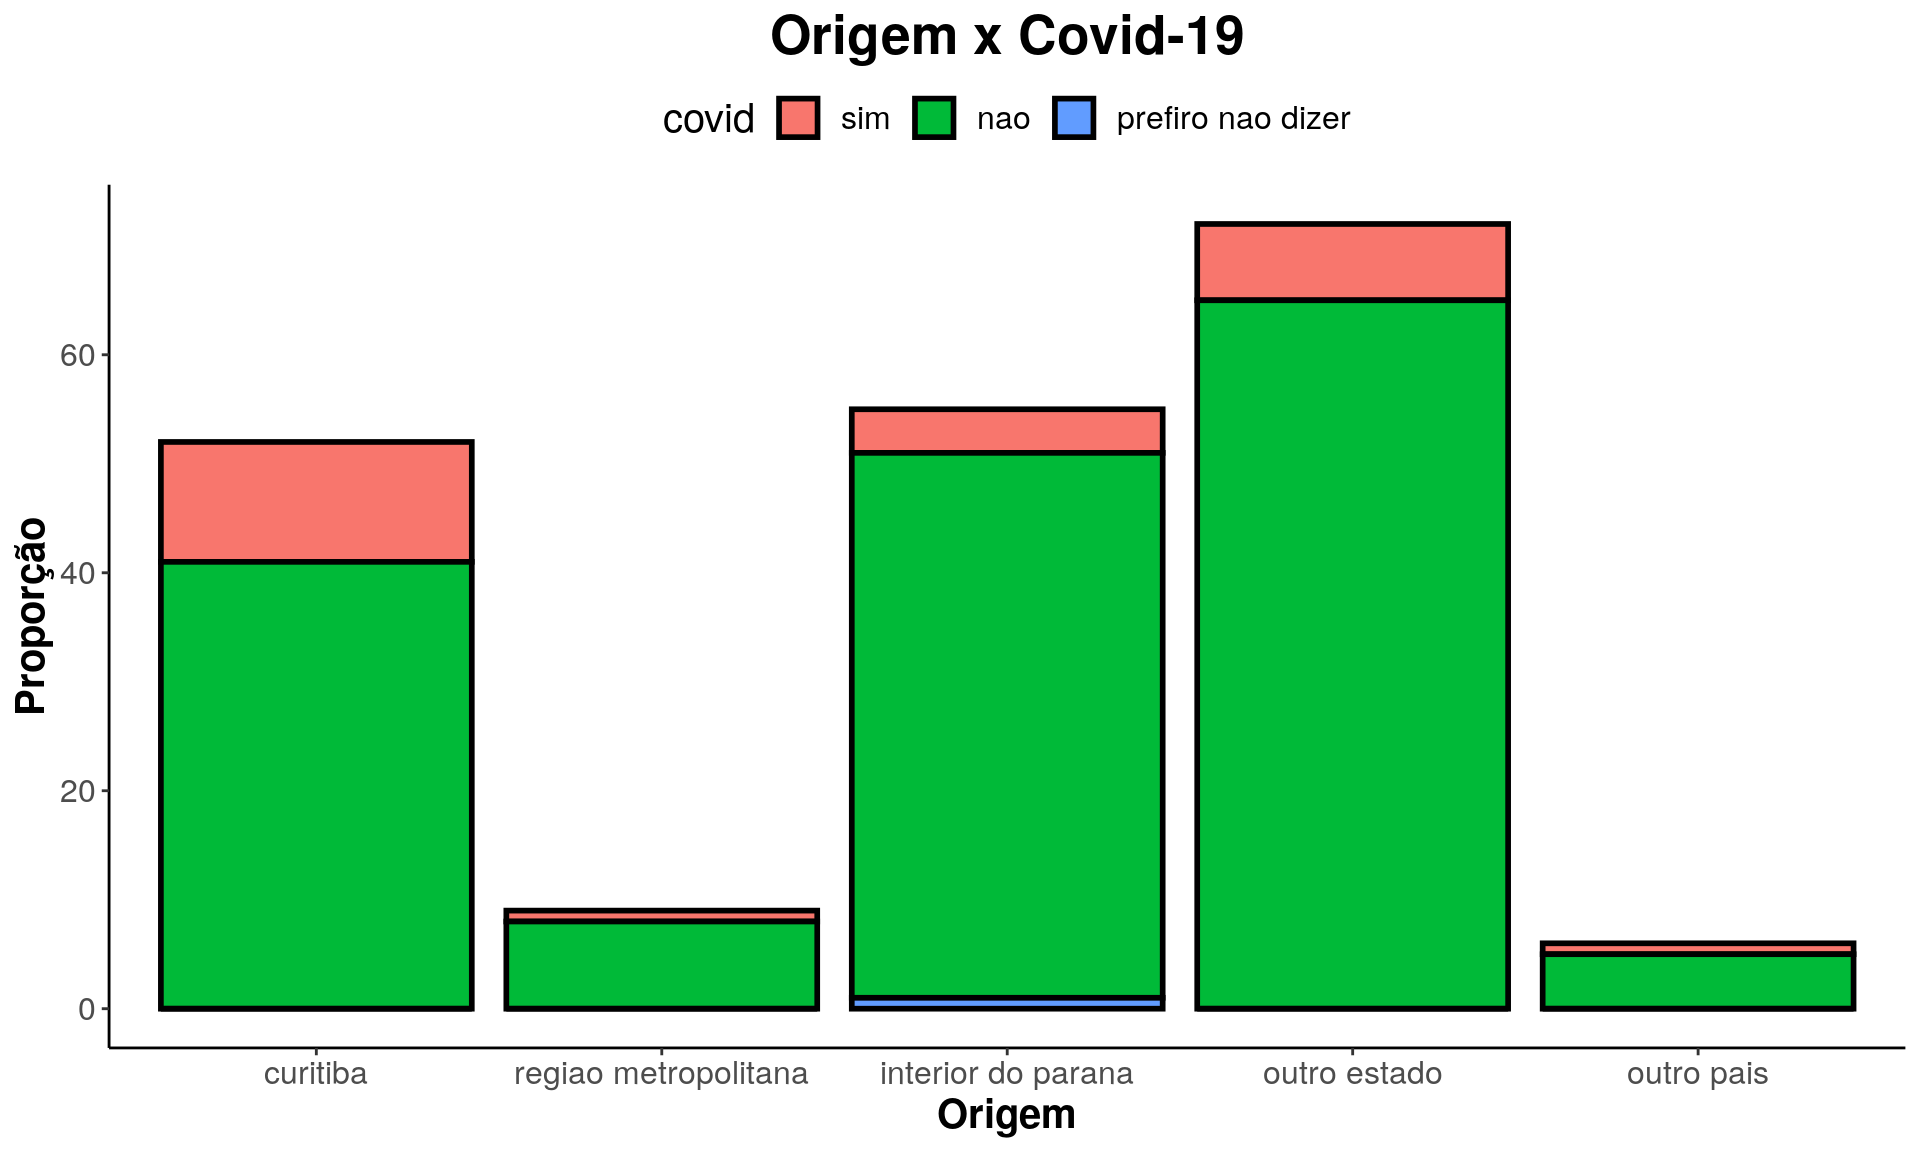 Origem x Covid-19
covid sim nao prefiro nao dizer
Proporção
60
40
20
0
curitiba regiao metropolitana interior do parana outro estado outro pais
Origem